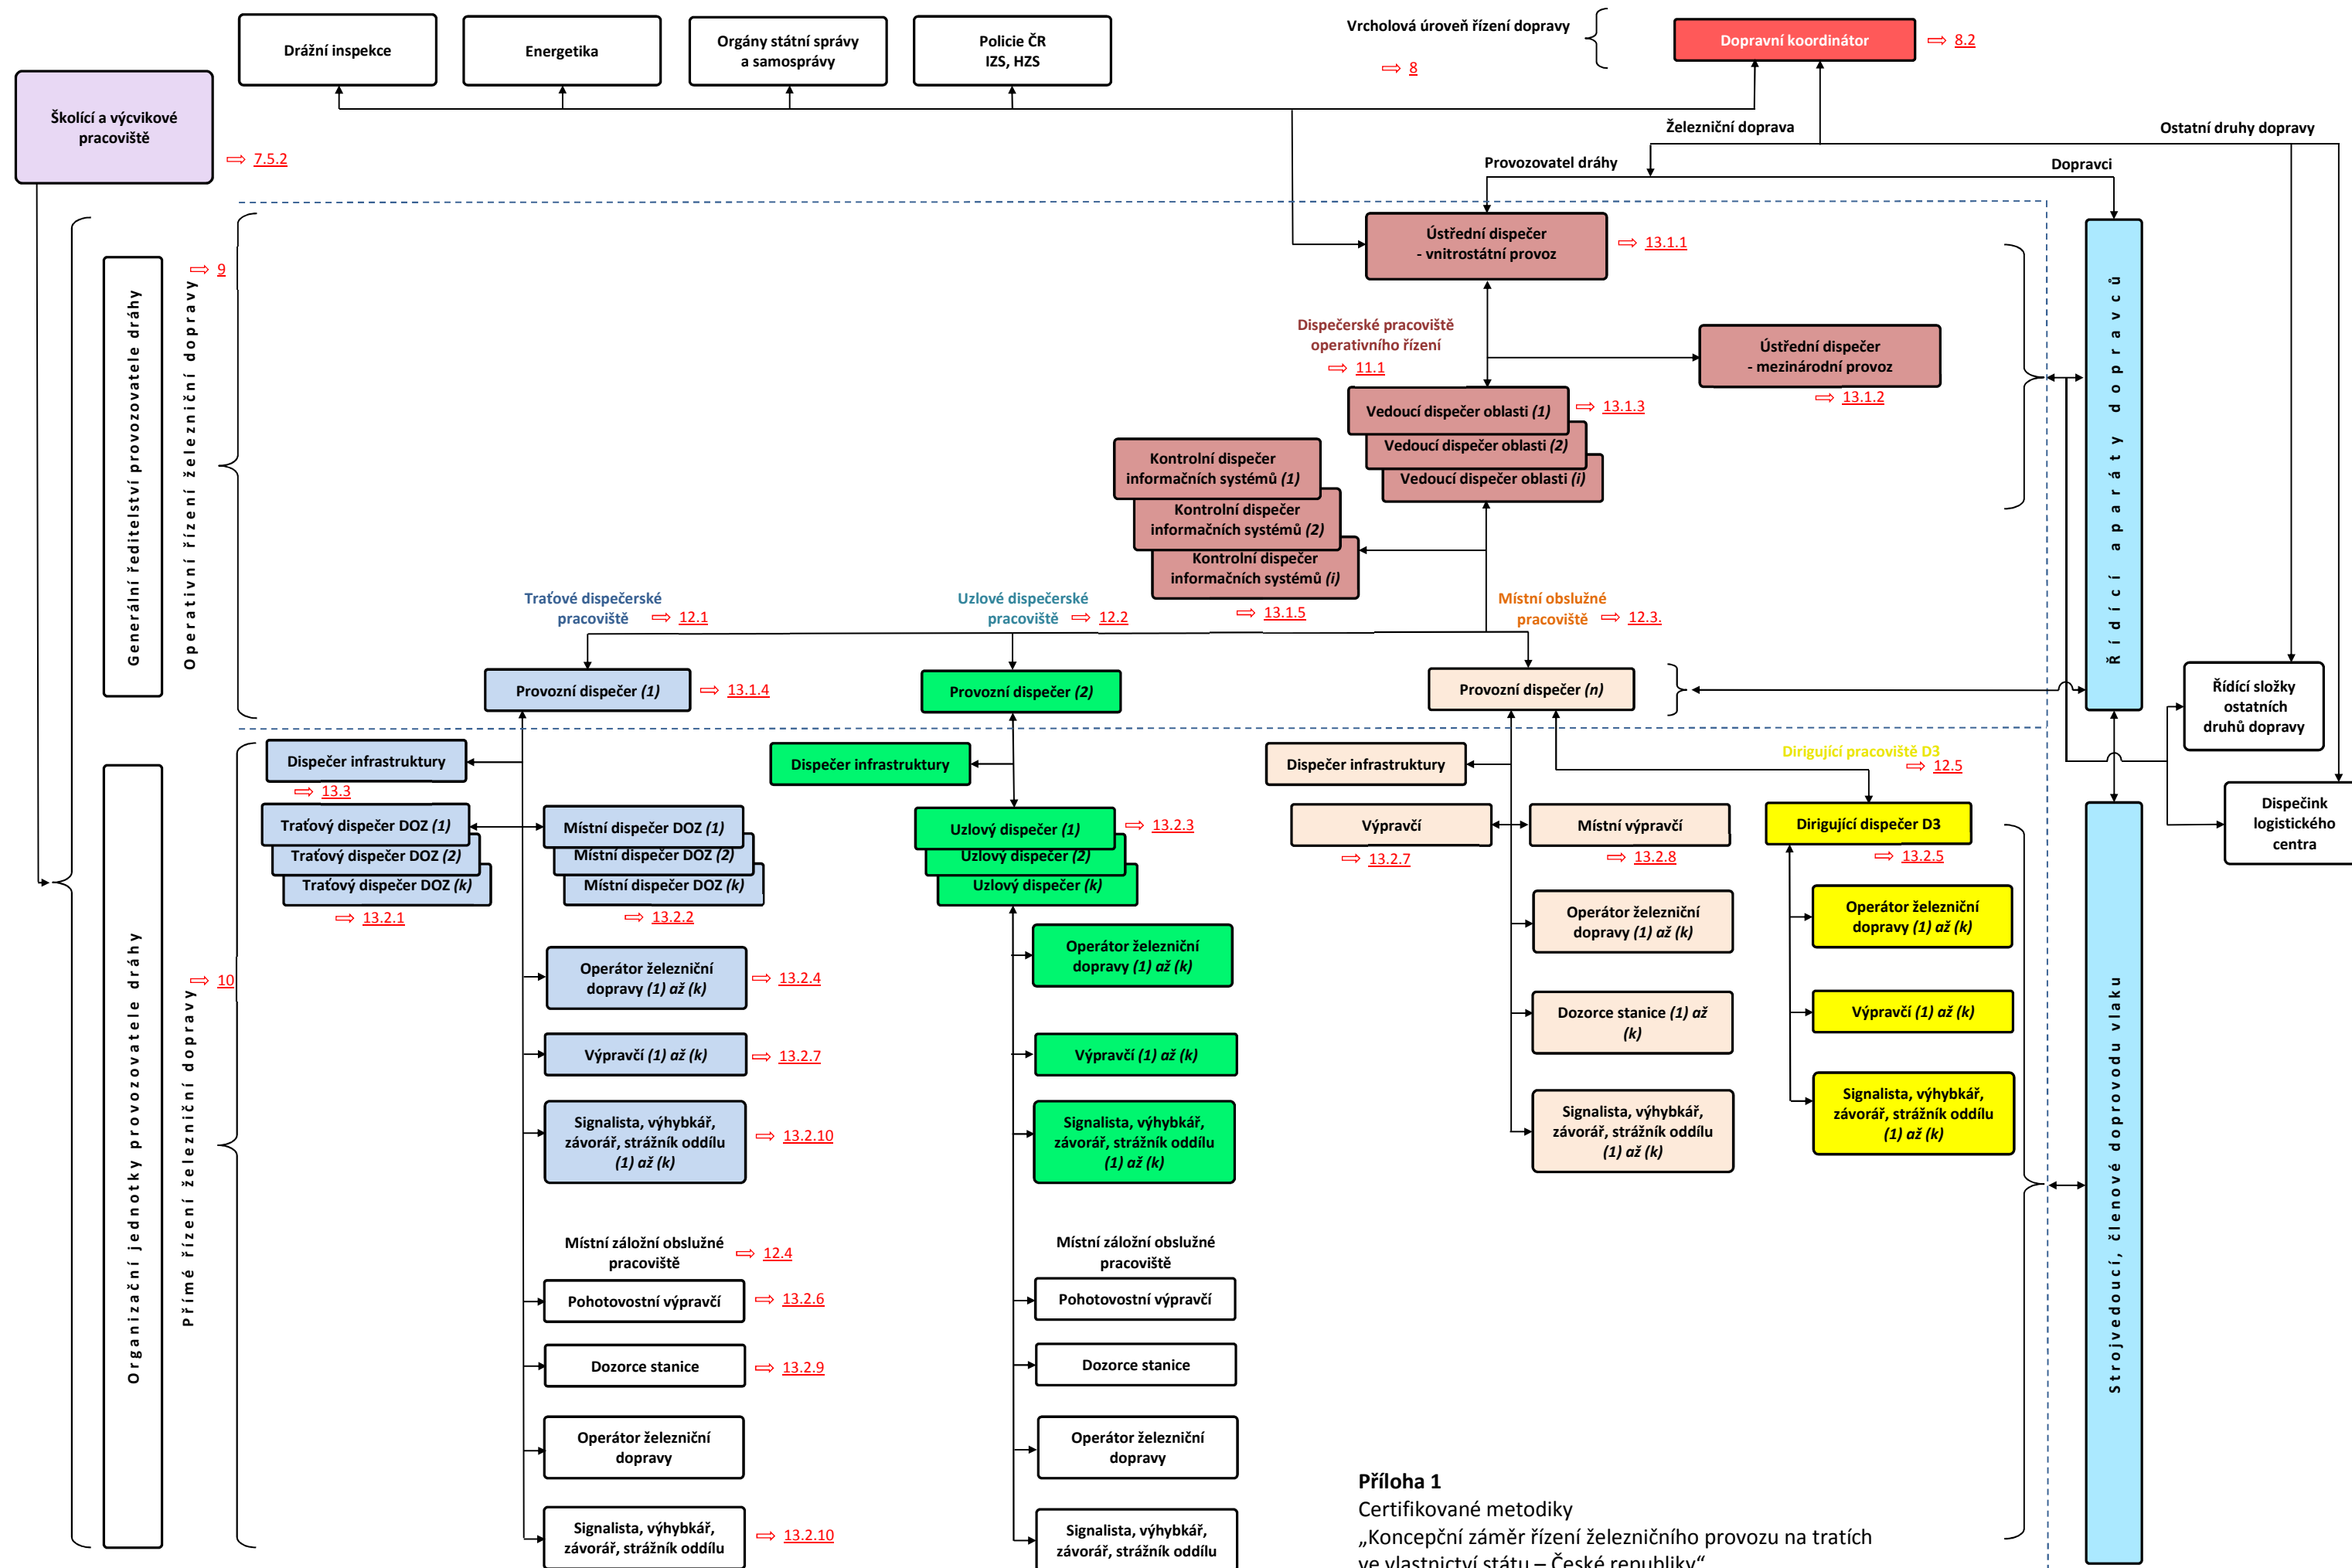 Drážní inspekce
Energetika
Orgány státní správy
a samosprávy
Policie ČR
IZS, HZS
Vrcholová úroveň řízení dopravy
⇨ 8
Dopravní koordinátor
⇨ 8.2
Školící a výcvikové
pracoviště
⇨ 7.5.2
Železniční doprava
Ostatní druhy dopravy
Provozovatel dráhy
Dopravci
Generální ředitelství provozovatele dráhy
Operativní řízení železniční dopravy
⇨ 9
Ústřední dispečer
- vnitrostátní provoz
⇨ 13.1.1
Dispečerské pracoviště
operativního řízení
⇨ 11.1
Ústřední dispečer
- mezinárodní provoz
⇨ 13.1.2
Vedoucí dispečer oblasti (1)
⇨ 13.1.3
Vedoucí dispečer oblasti (2)
Vedoucí dispečer oblasti (i)
Kontrolní dispečer
informačních systémů (1)
Kontrolní dispečer
informačních systémů (2)
Kontrolní dispečer
informačních systémů (i)
⇨ 13.1.5
Řídící aparáty dopravců
Traťové dispečerské
pracoviště
⇨ 12.1
Uzlové dispečerské
pracoviště
⇨ 12.2
Místní obslužné
pracoviště
⇨ 12.3.
Provozní dispečer (1)
⇨ 13.1.4
Provozní dispečer (2)
Provozní dispečer (n)
Řídící složky
ostatních
druhů dopravy
Dispečink
logistického
centra
Organizační jednotky provozovatele dráhy
Přímé řízení železniční dopravy
⇨ 10
Dispečer infrastruktury
⇨ 13.3
Traťový dispečer DOZ (1)
Traťový dispečer DOZ (2)
Traťový dispečer DOZ (k)
⇨ 13.2.1
Místní dispečer DOZ (1)
Místní dispečer DOZ (2)
Místní dispečer DOZ (k)
⇨ 13.2.2
Operátor železniční
dopravy (1) až (k)
⇨ 13.2.4
Výpravčí (1) až (k)
⇨ 13.2.7
Signalista, výhybkář,
závorář, strážník oddílu
(1) až (k)
⇨ 13.2.10
Místní záložní obslužné
pracoviště
⇨ 12.4
Pohotovostní výpravčí
⇨ 13.2.6
Dozorce stanice
⇨ 13.2.9
Operátor železniční
dopravy
Signalista, výhybkář,
závorář, strážník oddílu
⇨ 13.2.10
Dispečer infrastruktury
Uzlový dispečer (1)
⇨ 13.2.3
Uzlový dispečer (2)
Uzlový dispečer (k)
Operátor železniční
dopravy (1) až (k)
Výpravčí (1) až (k)
Signalista, výhybkář,
závorář, strážník oddílu
(1) až (k)
Místní záložní obslužné
pracoviště
Pohotovostní výpravčí
Dozorce stanice
Operátor železniční
dopravy
Signalista, výhybkář,
závorář, strážník oddílu
Dispečer infrastruktury
Výpravčí
⇨ 13.2.7
Místní výpravčí
⇨ 13.2.8
Operátor železniční
dopravy (1) až (k)
Dozorce stanice (1) až
(k)
Signalista, výhybkář,
závorář, strážník oddílu
(1) až (k)
Dirigující pracoviště D3
⇨ 12.5
Dirigující dispečer D3
⇨ 13.2.5
Operátor železniční
dopravy (1) až (k)
Výpravčí (1) až (k)
Signalista, výhybkář,
závorář, strážník oddílu
(1) až (k)
Strojvedoucí, členové doprovodu vlaku
Příloha 1
Certifikované metodiky
„Koncepční záměr řízení železničního provozu na tratích
ve vlastnictví státu – České republiky“